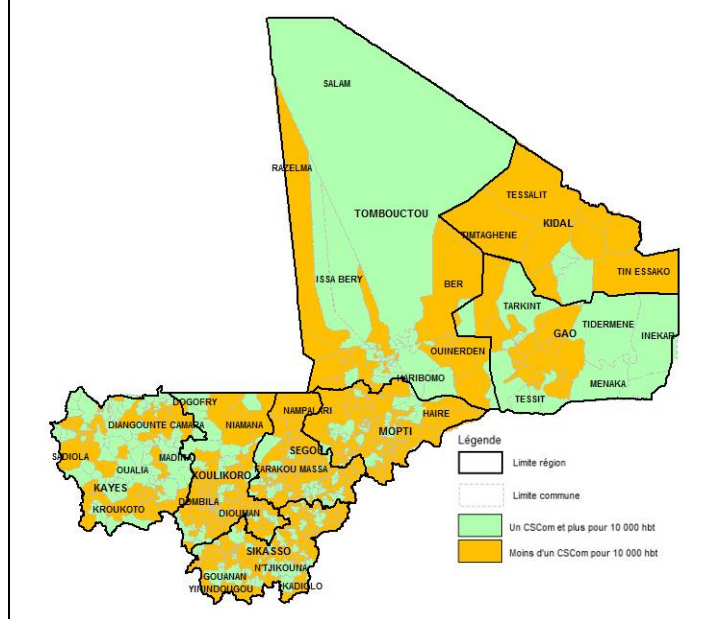 SALAM
RAZELMA
TESSALIT
TOMBOUCTOU
KIDAL
TIMTAGHENE
ISSA BERY
BER
TIN ESSAKO
TARKINT
TIDERMENE
GAO
INEKAR
OUINERDEN
HARIBOMO
MENAKA
TESSIT
DOGOFRY
NAMPALARI
HAIRE
DIANGOUNTE CAMARA
NIAMANA
MOPTI
Légende
SEGOU
SADIOLA
MADINA
Limite région
OUALIA
KOULIKORO
FARAKOU MASSA
KAYES
Limite commune
DOMBILA
KROUKOTO
DIOUMAN
Un CSCom et plus pour 10 000 hbt
SIKASSO
Moins d'un CSCom pour 10 000 hbt
N'TJIKOUNA
GOUANAN
YIRINDOUGOU
KADIOLO